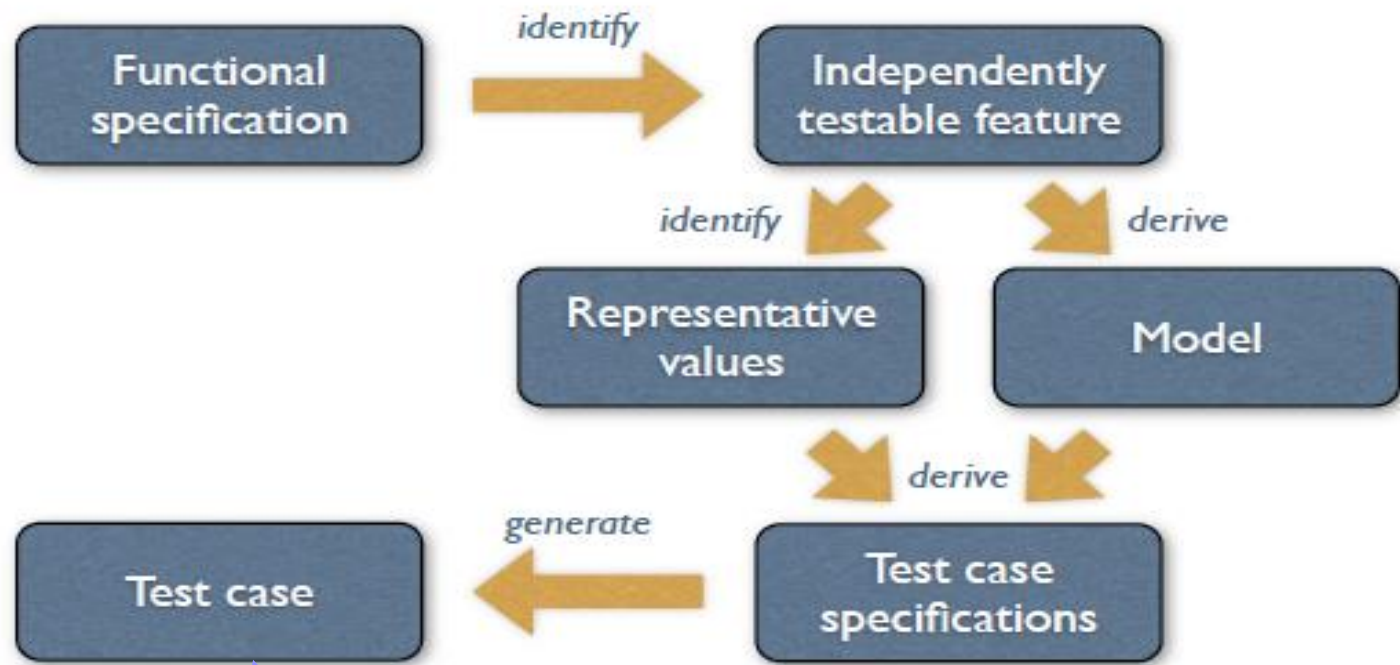 identify
Functional
specification
Independently
testable feature
identify
derive
Representative
values
Model
derive
generate
Test case
Test case
specifications